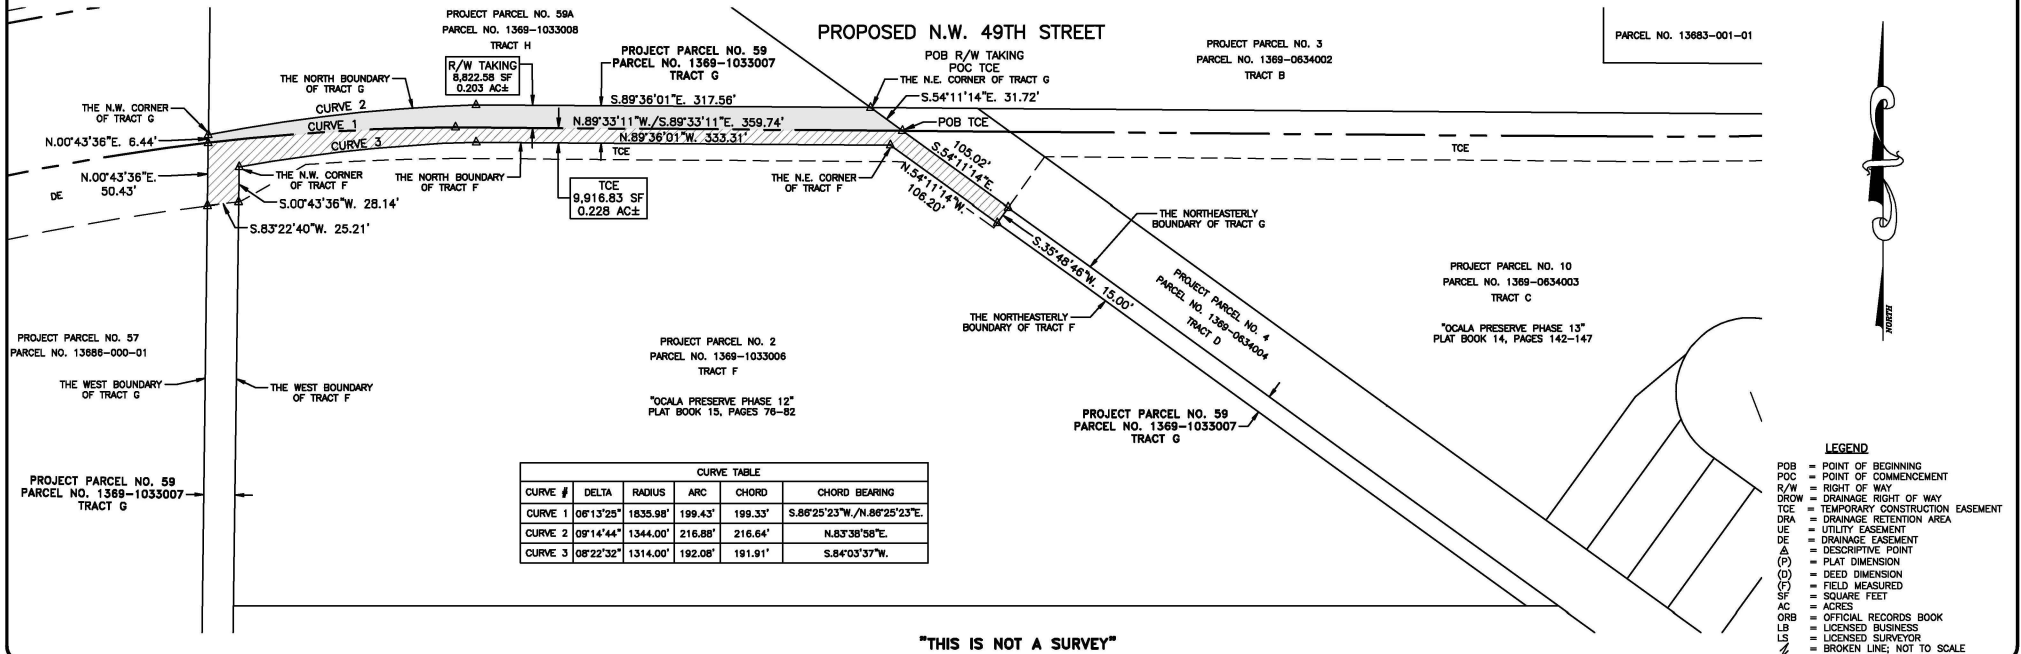 PROJECT PARCEL NO. 59A
PARCEL NO. 1369-1033008
TRACT H
PROPOSED N.W. 49TH STREET
POB R/W TAKING
POC TCE
THE N.E. CORNER OF TRACT G
PROJECT PARCEL NO. 3
PARCEL NO. 1369-0634002
TRACT B
PARCEL NO. 13683-001-01
PROJECT PARCEL NO. 59
PARCEL NO. 1369-1033007
TRACT G
R/W TAKING
8,822.58 SF
0.203 AC±
THE NORTH BOUNDARY
OF TRACT G
THE N.W. CORNER
OF TRACT G
N.00°43'36"E. 6.44'
CURVE 2
CURVE 1
CURVE 3
S.89°36'01"E. 317.56'
N.89°33'11"W./S.89°33'11"E. 359.74'
N.89°36'01"W. 333.31'
TCE
S.54°11'14"E. 31.72'
POB TCE
TCE
105.02'
S.54°11'14"E.
N.54°11'14"W.
106.20'
DE
N.00°43'36"E.
50.43'
THE N.W. CORNER
OF TRACT F
THE NORTH BOUNDARY
OF TRACT F
THE N.E. CORNER
OF TRACT F
TCE
9,916.83 SF
0.228 AC±
S.00°43'36"W. 28.14'
S.83°22'40"W. 25.21'
THE NORTHEASTERLY
BOUNDARY OF TRACT G
S.35°48'46"W. 15.00'
PROJECT PARCEL NO. 4
PARCEL NO. 1369-0634004
TRACT D
PROJECT PARCEL NO. 10
PARCEL NO. 1369-0634003
TRACT C
"OCALA PRESERVE PHASE 13"
PLAT BOOK 14, PAGES 142-147
NORTH
THE NORTHEASTERLY
BOUNDARY OF TRACT F
PROJECT PARCEL NO. 57
PARCEL NO. 13686-000-01
PROJECT PARCEL NO. 2
PARCEL NO. 1369-1033006
TRACT F
"OCALA PRESERVE PHASE 12"
PLAT BOOK 15, PAGES 76-82
THE WEST BOUNDARY
OF TRACT G
THE WEST BOUNDARY
OF TRACT F
PROJECT PARCEL NO. 59
PARCEL NO. 1369-1033007
TRACT G
PROJECT PARCEL NO. 59
PARCEL NO. 1369-1033007
TRACT G
CURVE TABLE
CURVE # DELTA RADIUS ARC CHORD CHORD BEARING
CURVE 1 06°13'25" 1835.98' 199.43' 199.33' S.86°25'23"W./N.86°25'23"E.
CURVE 2 09°14'44" 1344.00' 216.88' 216.64' N.83°38'58"E.
CURVE 3 08°22'32" 1314.00' 192.08' 191.91' S.84°03'37"W.
LEGEND
POB = POINT OF BEGINNING
POC = POINT OF COMMENCEMENT
R/W = RIGHT OF WAY
DROW = DRAINAGE RIGHT OF WAY
TCE = TEMPORARY CONSTRUCTION EASEMENT
DRA = DRAINAGE RETENTION AREA
UE = UTILITY EASEMENT
DE = DRAINAGE EASEMENT
= DESCRIPTIVE POINT
(P) = PLAT DIMENSION
(D) = DEED DIMENSION
(F) = FIELD MEASURED
SF = SQUARE FEET
AC = ACRES
ORB = OFFICIAL RECORDS BOOK
LB = LICENSED BUSINESS
LS = LICENSED SURVEYOR
= BROKEN LINE; NOT TO SCALE
"THIS IS NOT A SURVEY"